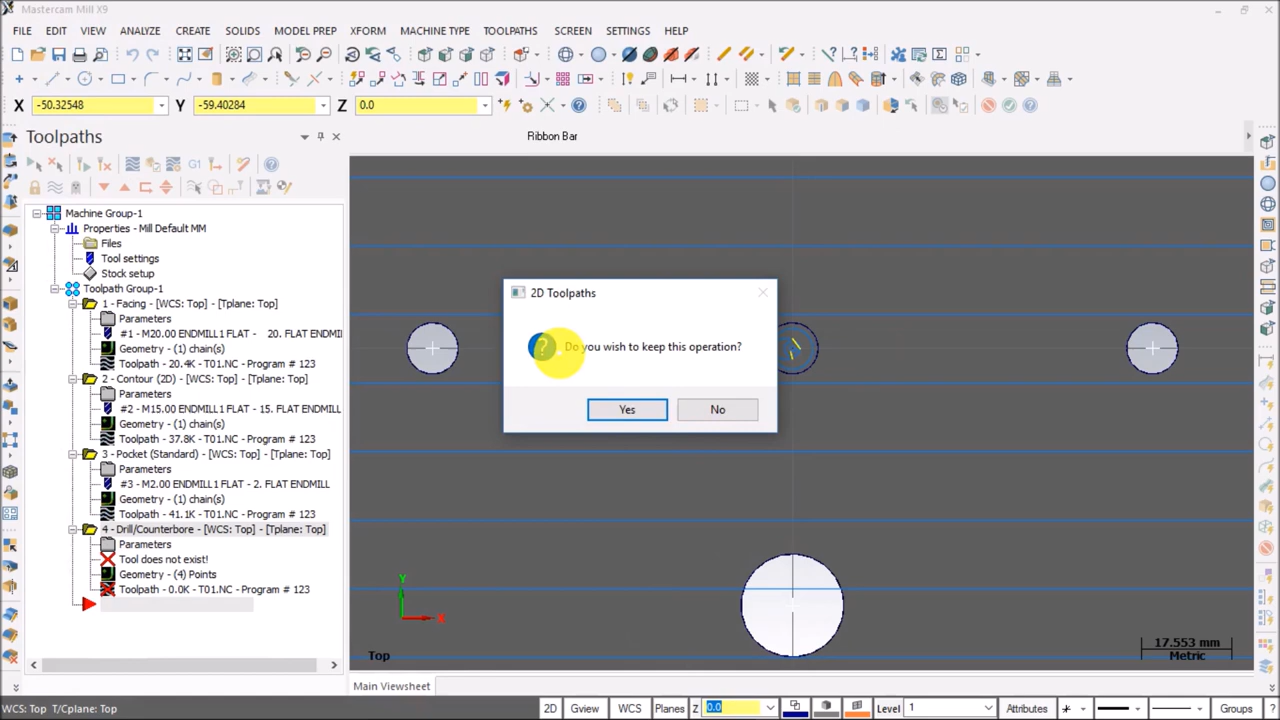 Mastercam Mill X9
FILE EDIT VIEW ANALYZE CREATE SOLIDS MODEL PREP XFORM MACHINE TYPE TOOLPATHS SCREEN SETTINGS HELP
X -50.32548 Y -59.40284 Z 0.0
Toolpaths
Ribbon Bar
G1
Machine Group-1
Properties - Mill Default MM
Files
Tool settings
Stock setup
Toolpath Group-1
1 - Facing - [WCS: Top] - [Tplane: Top]
Parameters
#1 - M20.00 ENDMILL1 FLAT - 20. FLAT ENDMI
Geometry - (1) chain(s)
Toolpath - 20.4K - T01.NC - Program # 123
2 - Contour (2D) - [WCS: Top] - [Tplane: Top]
Parameters
#2 - M15.00 ENDMILL1 FLAT - 15. FLAT ENDMIL
Geometry - (1) chain(s)
Toolpath - 37.8K - T01.NC - Program # 123
3 - Pocket (Standard) - [WCS: Top] - [Tplane: Top]
Parameters
#3 - M2.00 ENDMILL1 FLAT - 2. FLAT ENDMILL
Geometry - (1) chain(s)
Toolpath - 41.1K - T01.NC - Program # 123
4 - Drill/Counterbore - [WCS: Top] - [Tplane: Top]
Parameters
Tool does not exist!
Geometry - (4) Points
Toolpath - 0.0K - T01.NC - Program # 123
2D Toolpaths
Do you wish to keep this operation?
Yes No
Y
X
Top
17.553 mm
Metric
Main Viewsheet
WCS: Top T/Cplane: Top
2D Gview WCS Planes Z 0.0 Level 1 Attributes Groups ?